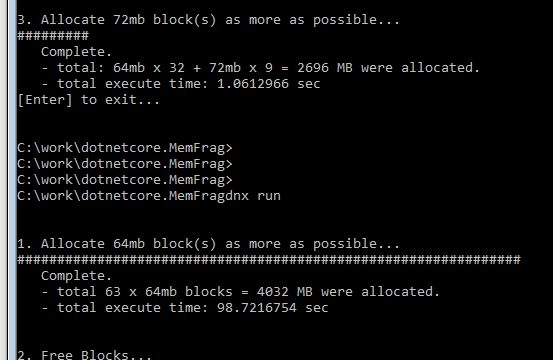 3. Allocate 72mb block(s) as more as possible...
#########
   Complete.
   - total: 64mb x 32 + 72mb x 9 = 2696 MB were allocated.
   - total execute time: 1.0612966 sec
[Enter] to exit...
C:\work\dotnetcore.MemFrag>
C:\work\dotnetcore.MemFrag>
C:\work\dotnetcore.MemFrag>
C:\work\dotnetcore.MemFragdnx run
1. Allocate 64mb block(s) as more as possible...
###############################################################
   Complete.
   - total 63 x 64mb blocks = 4032 MB were allocated.
   - total execute time: 98.7216754 sec
2. Free Blocks...